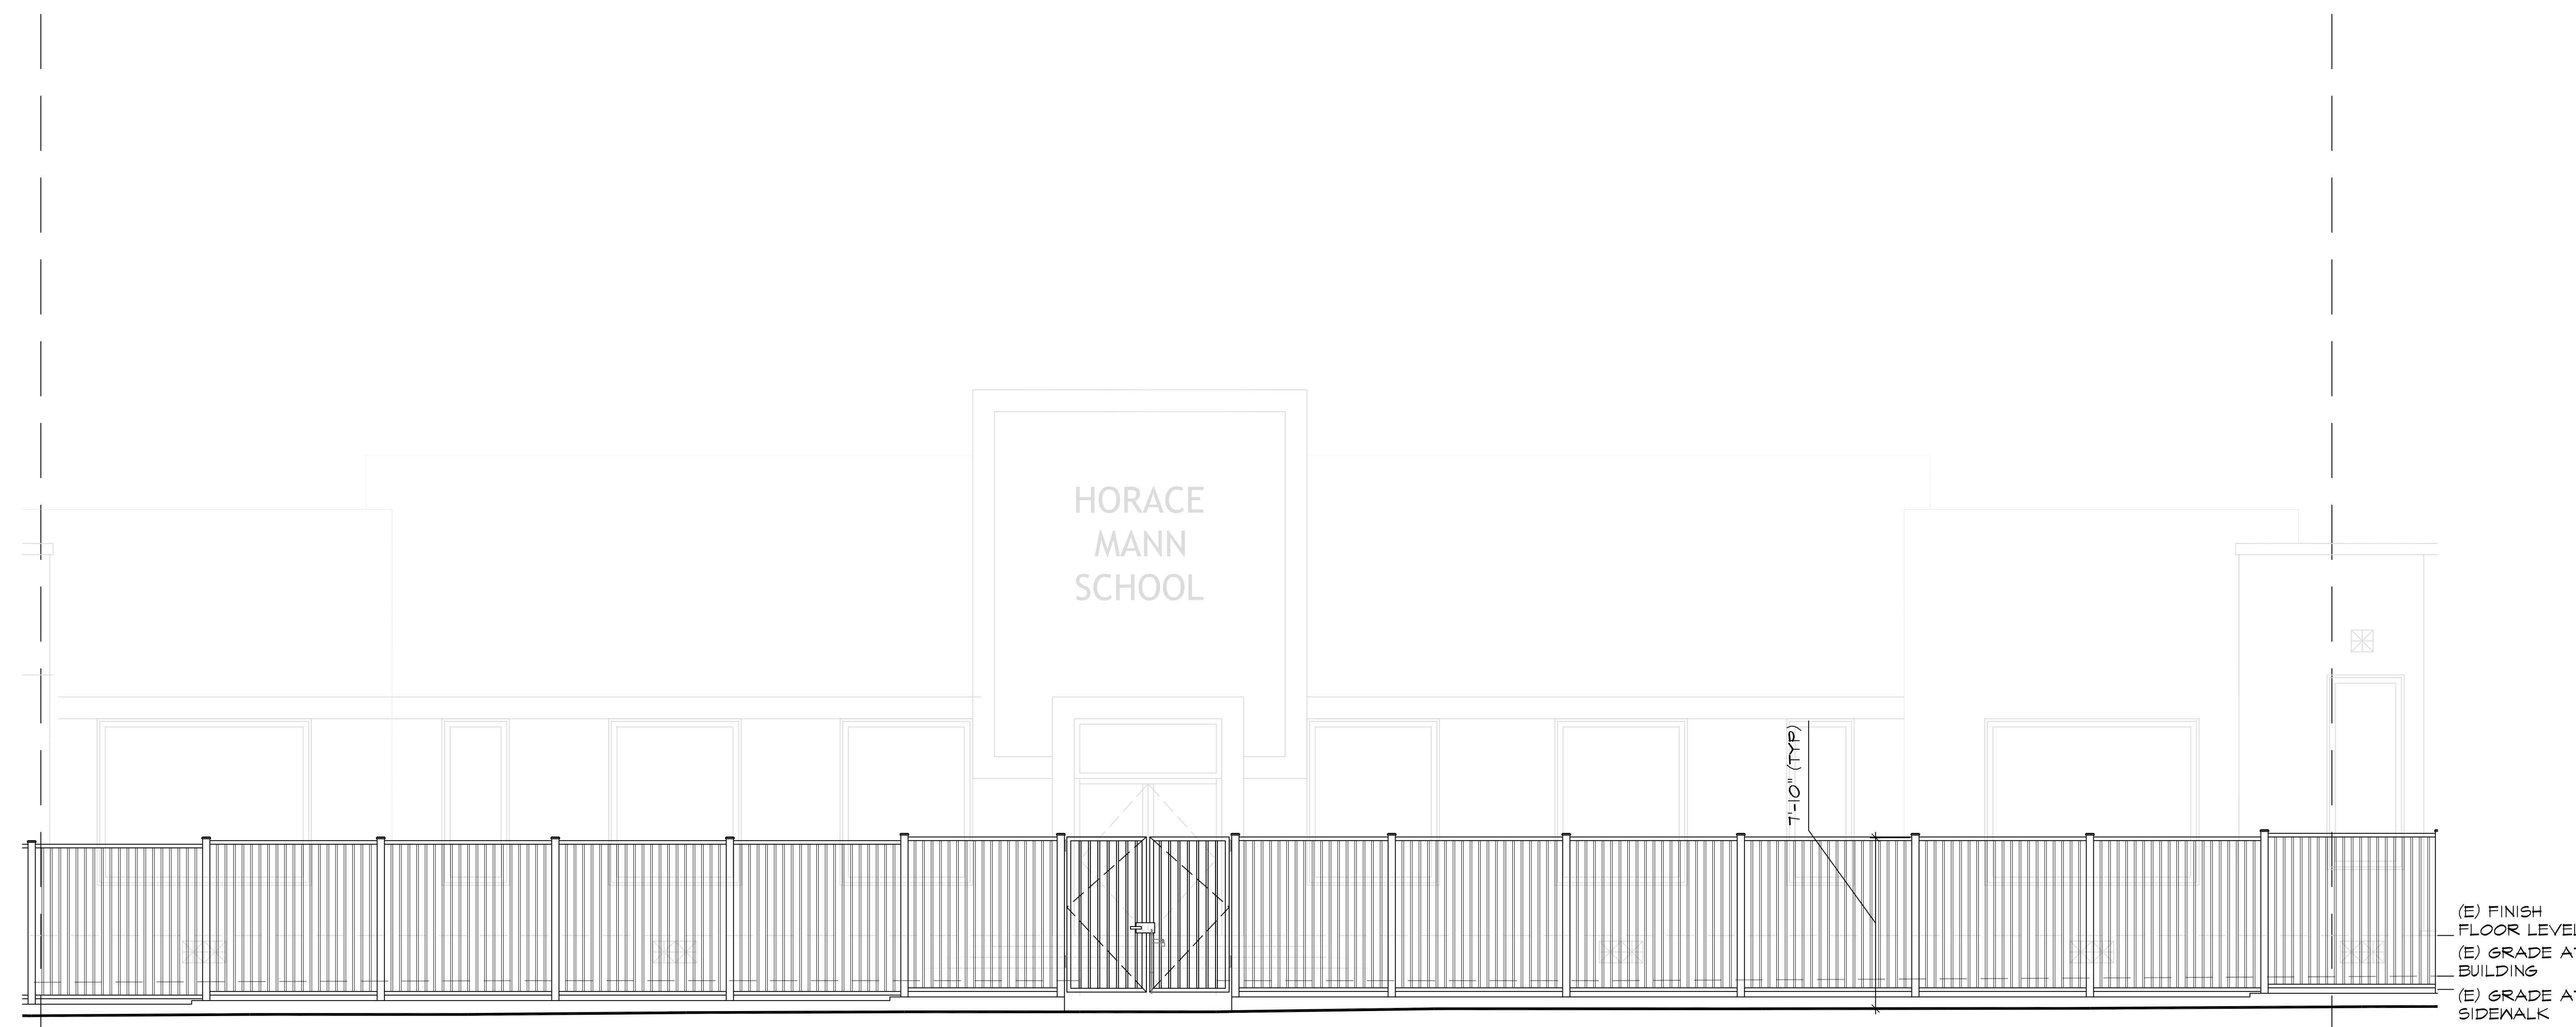 HORACE
MANN
SCHOOL
7'-10" (TYP)
(E) FINISH
FLOOR LEVEL
(E) GRADE AT
BUILDING
(E) GRADE AT
SIDEWALK